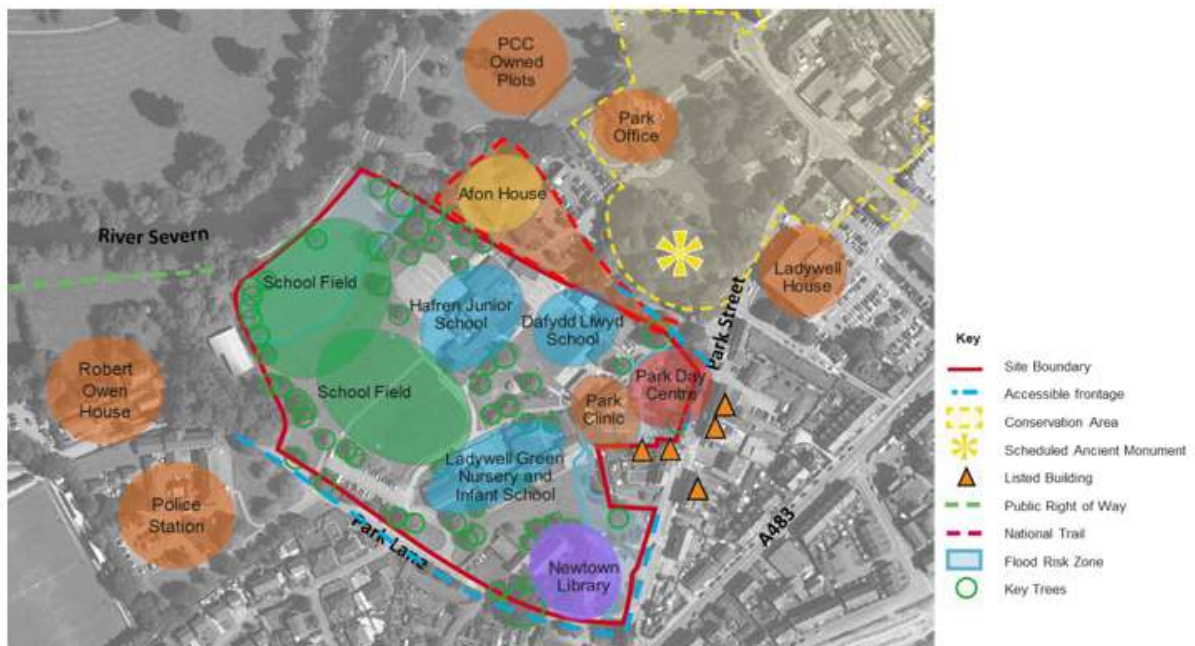 PCC
Owned
Plots
Park
Office
Afon House
River Severn
School Field
Hafren Junior
School
Dafydd Llwyd
School
Ladywell
House
Park Street
Robert
Owen
House
School Field
Park Day
Centre
Park
Clinic
Ladywell Green
Nursery and
Infant School
Police
Station
Park Lane
Newtown
Library
A483
Key
Site Boundary
Accessible frontage
Conservation Area
Scheduled Ancient Monument
Listed Building
Public Right of Way
National Trail
Flood Risk Zone
Key Trees